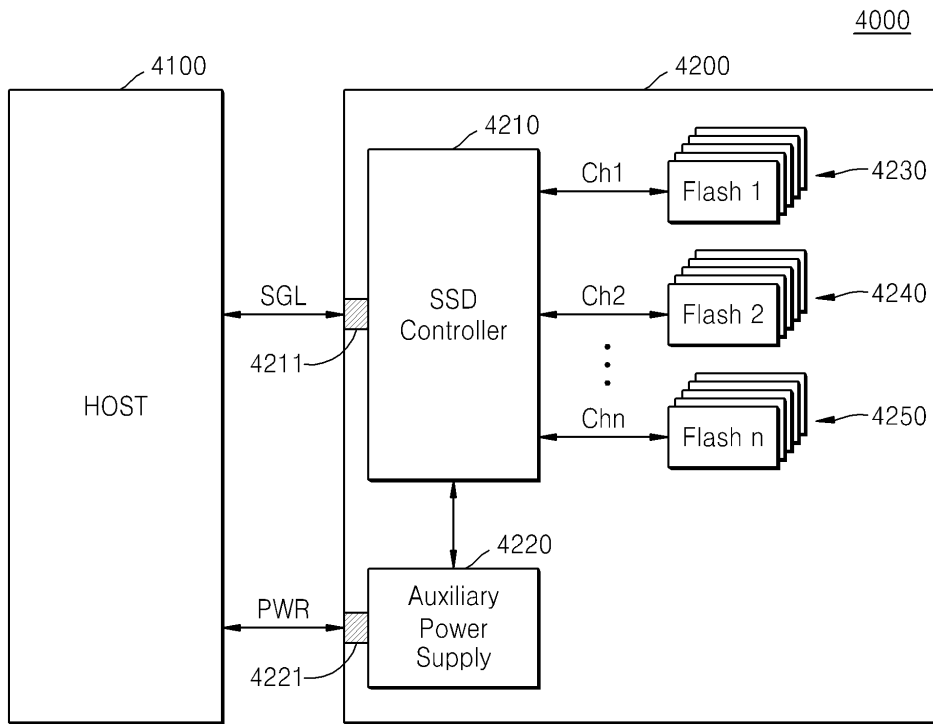 4000
4100
4200
4210
Ch1
Flash 1
4230
SGL
SSD
Controller
Ch2
Flash 2
4240
4211
HOST
Chn
Flash n
4250
4220
PWR
Auxiliary
Power
Supply
4221